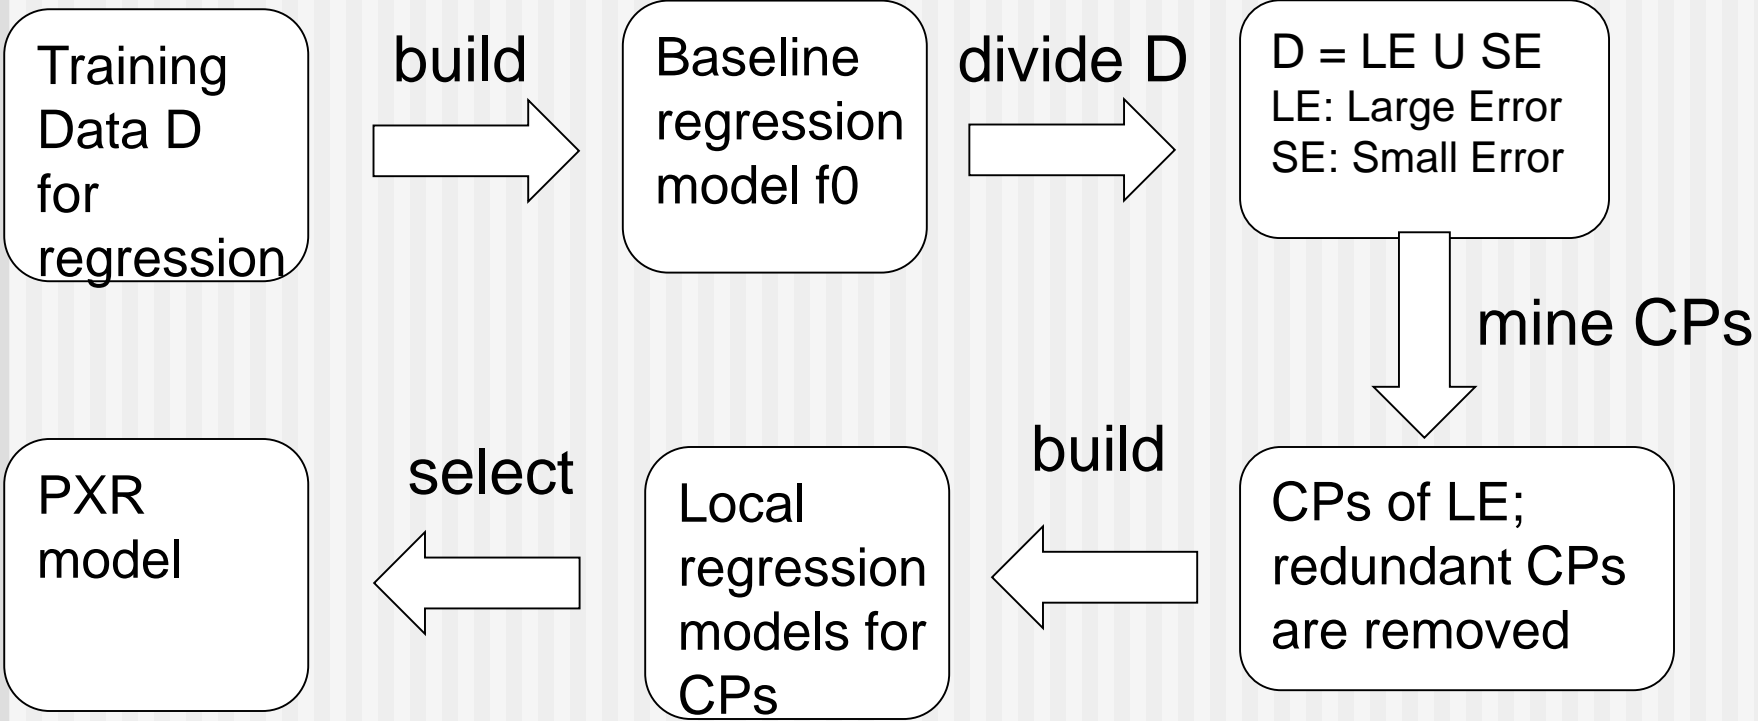 Training
Data D
for
regression
build
Baseline
regression
model f0
divide D
D = LE U SE
LE: Large Error
SE: Small Error
mine CPs
CPs of LE;
redundant CPs
are removed
build
Local
regression
models for
CPs
select
PXR
model